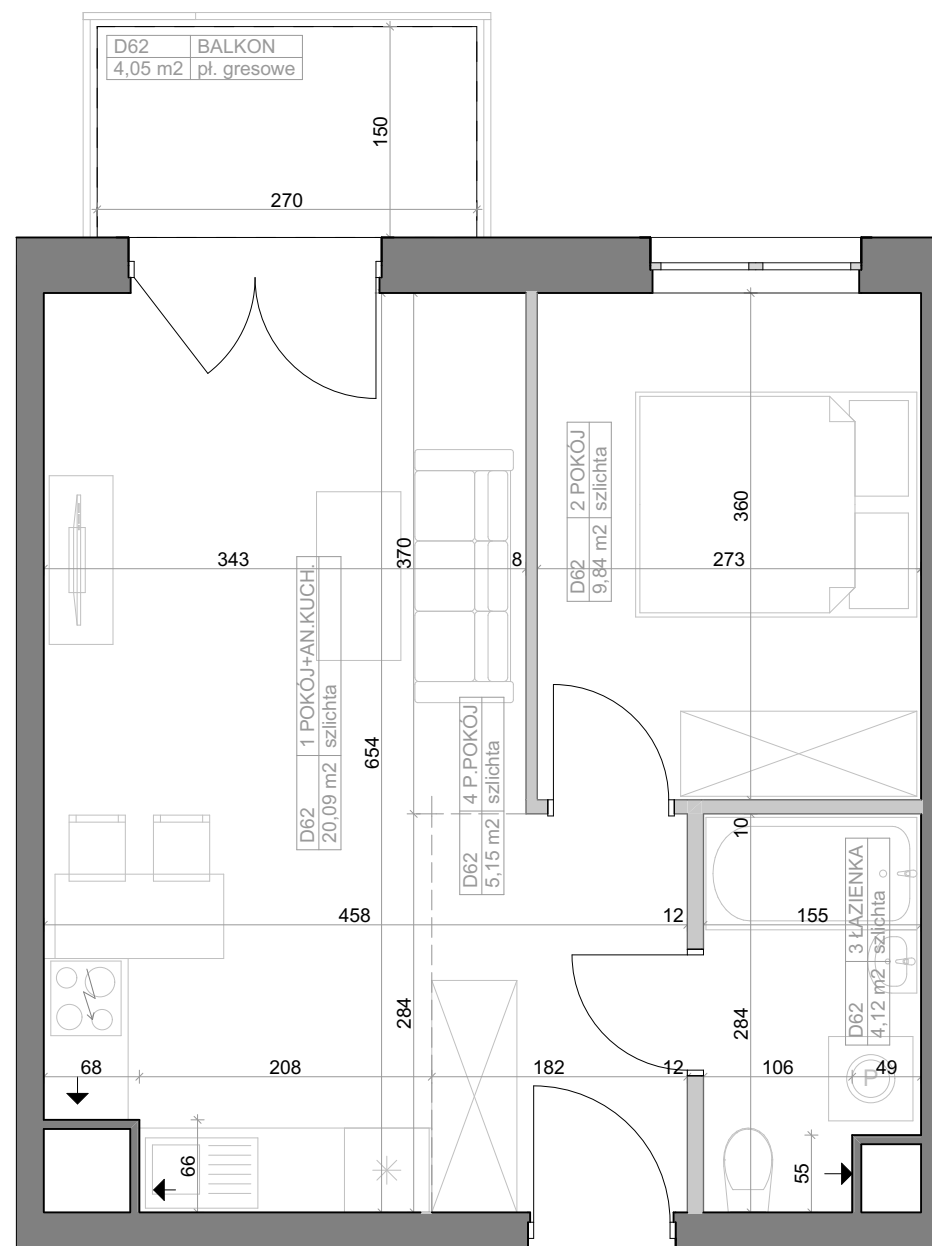 D62 BALKON
4,05 m2 pł. gresowe
150
270
D62 2 POKÓJ
9,84 m2 szlichta
360
343
370
8
273
D62 1 POKÓJ+AN.KUCH.
20,09 m2 szlichta
654
D62 4 P.POKÓJ
5,15 m2 szlichta
10
D62 3 ŁAZIENKA
4,12 m2 szlichta
458
12
155
284
284
68
208
182
12
106
49
P
66
55